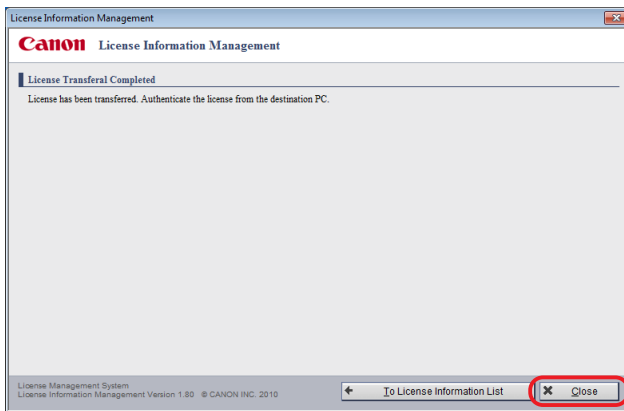 License Information Management
Canon License Information Management
License Transferal Completed
License has been transferred. Authenticate the license from the destination PC.
License Management System
License Information Management Version 1.80 © CANON INC. 2010
To License Information List
Close